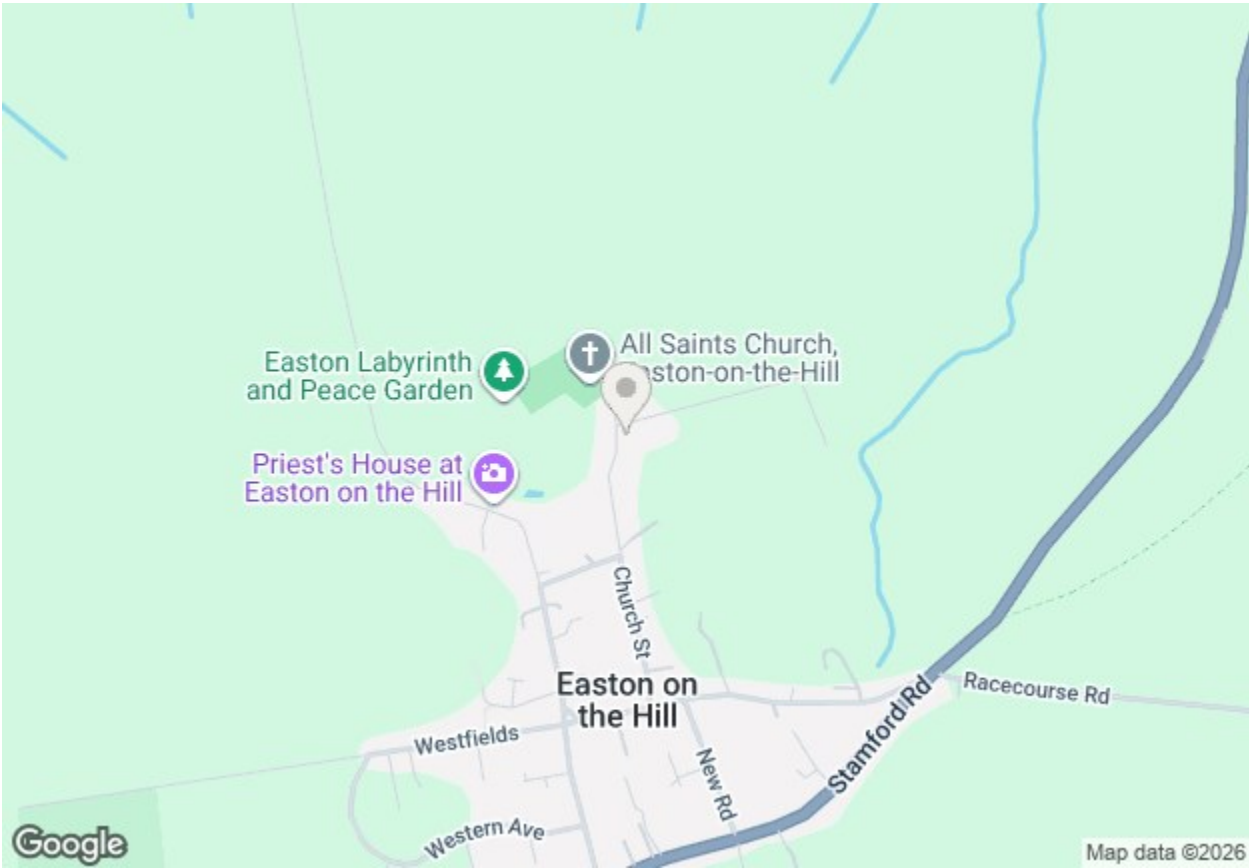 All Saints Church,
Easton-on-the-Hill
Easton Labyrinth
and Peace Garden
Priest's House at
Easton on the Hill
Church St
Easton on
the Hill
Racecourse Rd
Stamford Rd
Westfields
New Rd
Western Ave
Google
Map data ©2026